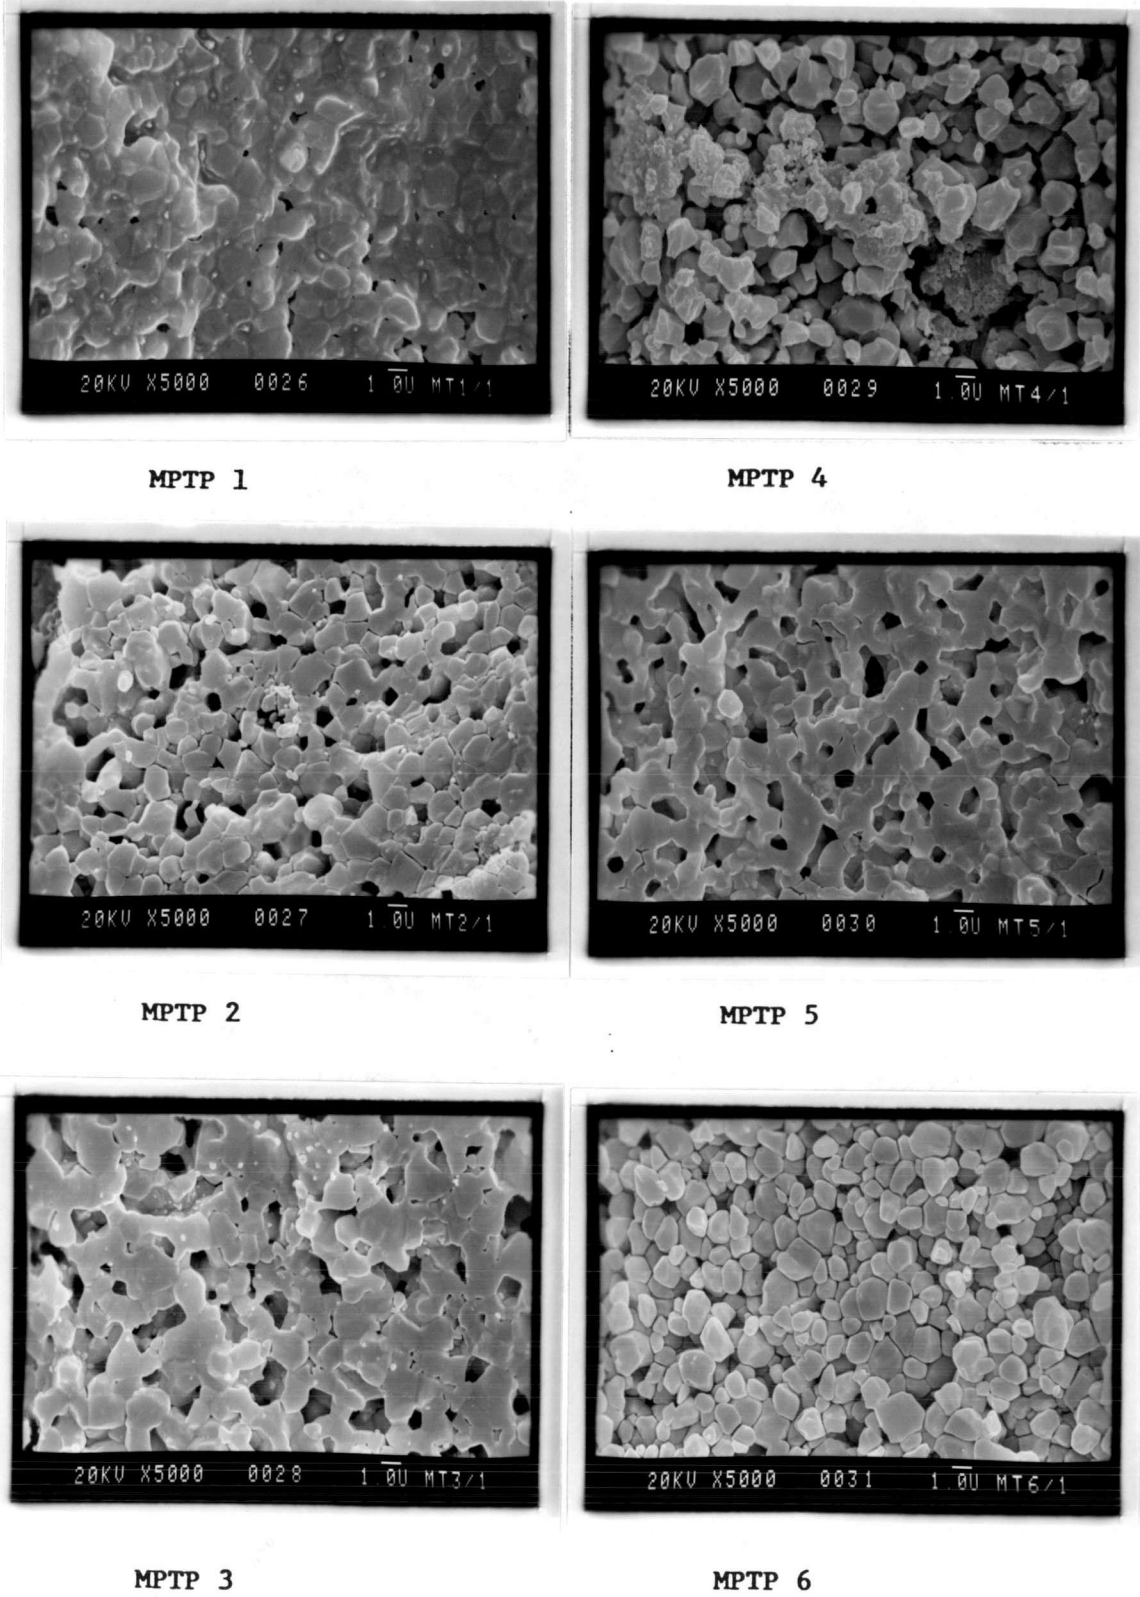 20KV X5000 0026 1.0U MT1/1
MPTP 1
20KV X5000 0029 1.0U MT4/1
MPTP 4
20KV X5000 0027 1.0U MT2/1
MPTP 2
20KV X5000 0030 1.0U MT5/1
MPTP 5
20KV X5000 0028 1.0U MT3/1
MPTP 3
20KV X5000 0031 1.0U MT6/1
MPTP 6